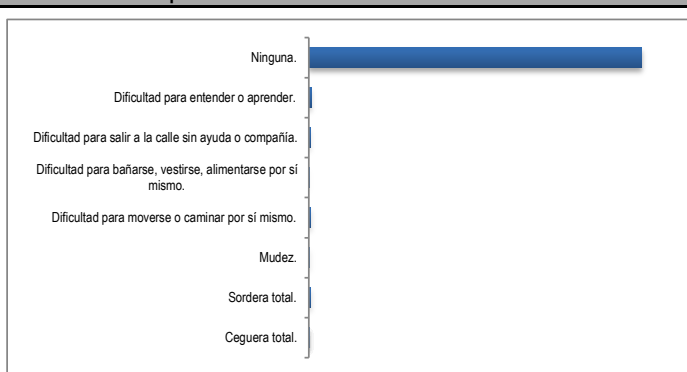 Ninguna.
Dificultad para entender o aprender.
Dificultad para salir a la calle sin ayuda o compañía.
Dificultad para bañarse, vestirse, alimentarse por sí
mismo.
Dificultad para moverse o caminar por sí mismo.
Mudez.
Sordera total.
Ceguera total.